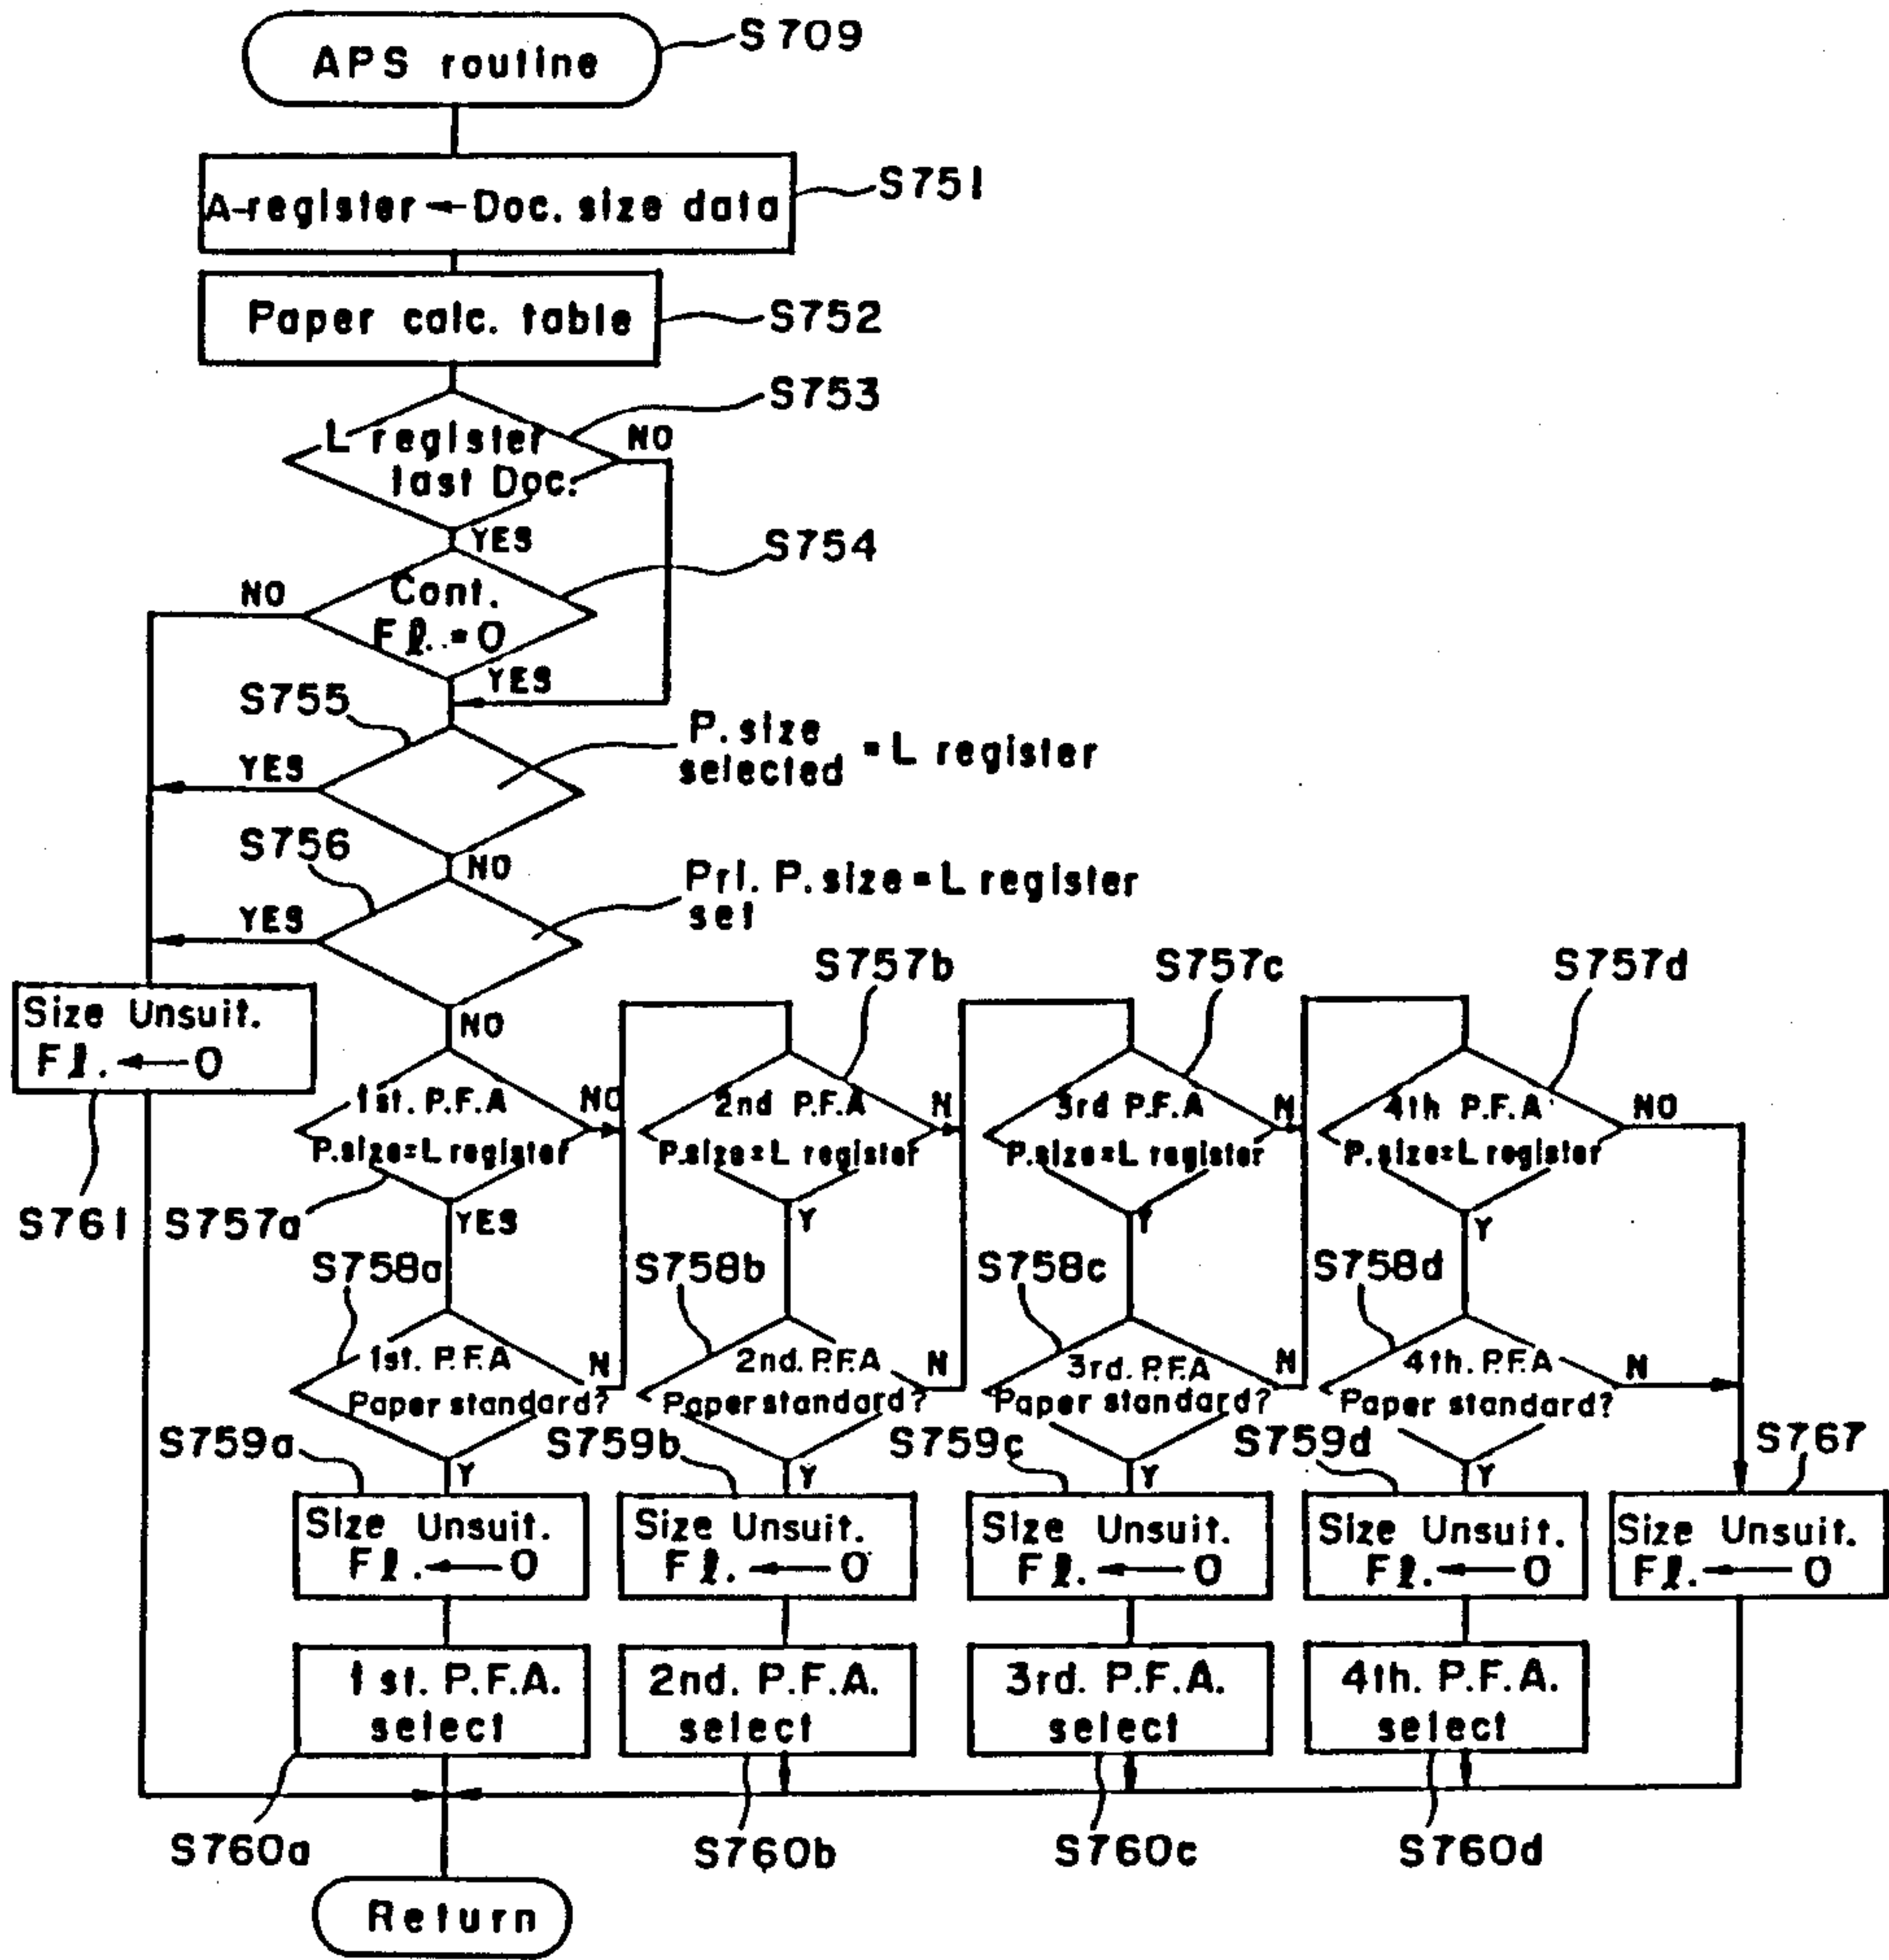 APS routine
S709
A-register ← Doc. size data
S751
Paper calc. table
S752
L register
last Doc.
S753
NO
YES
Cont.
Fl. = 0
S754
NO
YES
S755
P. size
selected = L register
YES
NO
S756
Pri. P. size = L register
set
YES
NO
Size Unsuit.
Fl. ← 0
S761
1st. P.F.A
P.size = L register
S757a
NO
YES
2nd P.F.A
P.size = L register
S757b
N
Y
3rd P.F.A
P.size = L register
S757c
N
Y
4th P.F.A
P.size = L register
S757d
NO
Y
S758a
1st. P.F.A
Paper standard?
N
Y
S758b
2nd. P.F.A
Paper standard?
N
Y
S758c
3rd. P.F.A
Paper standard?
N
Y
S758d
4th. P.F.A
Paper standard?
N
Y
S759a
Size Unsuit.
Fl. ← 0
S759b
Size Unsuit.
Fl. ← 0
S759c
Size Unsuit.
Fl. ← 0
S759d
Size Unsuit.
Fl. ← 0
S767
Size Unsuit.
Fl. ← 0
1st. P.F.A.
select
2nd. P.F.A.
select
3rd. P.F.A.
select
4th. P.F.A.
select
S760a
S760b
S760c
S760d
Return